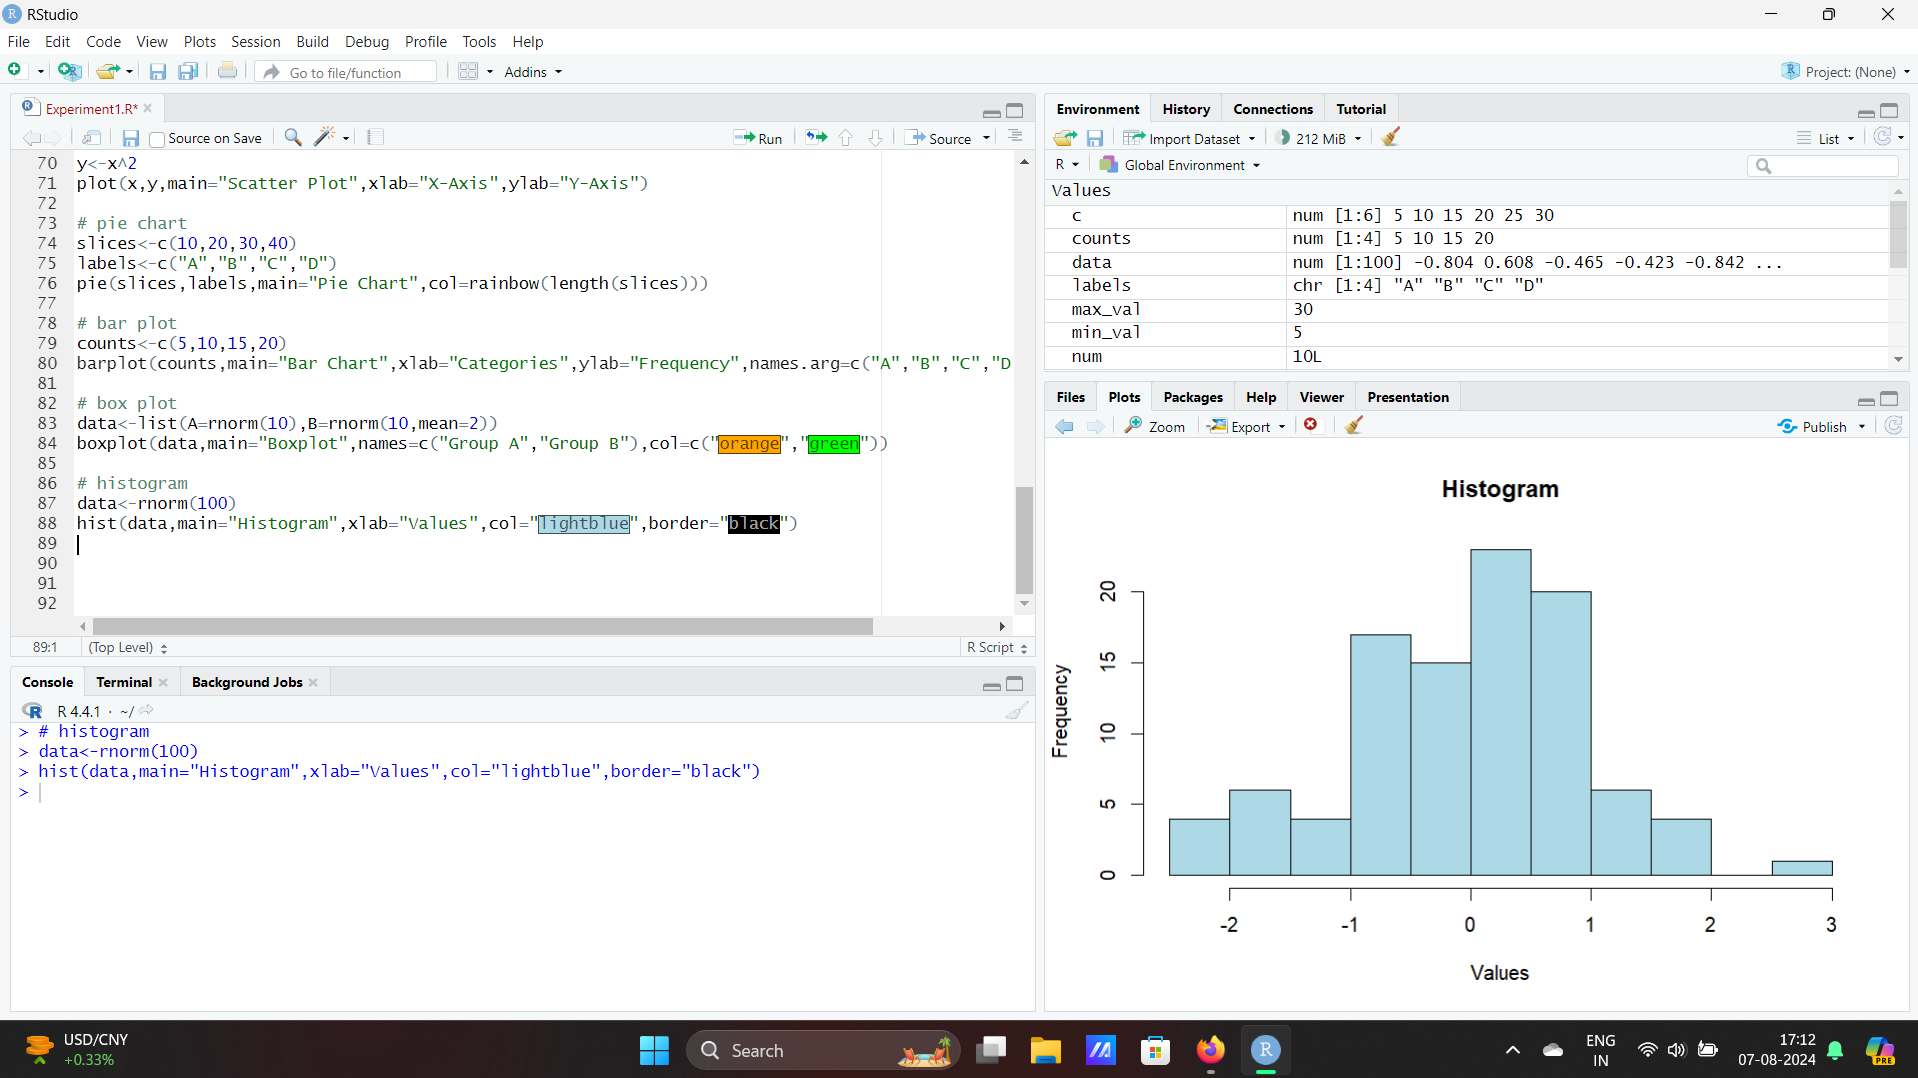 RStudio
File Edit Code View Plots Session Build Debug Profile Tools Help
Go to file/function Addins Project: (None)
Experiment1.R*
Source on Save Run Source
70 y<-x^2
71 plot(x,y,main="Scatter Plot",xlab="X-Axis",ylab="Y-Axis")
72
73 # pie chart
74 slices<-c(10,20,30,40)
75 labels<-c("A","B","C","D")
76 pie(slices,labels,main="Pie Chart",col=rainbow(length(slices)))
77
78 # bar plot
79 counts<-c(5,10,15,20)
80 barplot(counts,main="Bar Chart",xlab="Categories",ylab="Frequency",names.arg=c("A","B","C","D
81
82 # box plot
83 data<-list(A=rnorm(10),B=rnorm(10,mean=2))
84 boxplot(data,main="Boxplot",names=c("Group A","Group B"),col=c("orange","green"))
85
86 # histogram
87 data<-rnorm(100)
88 hist(data,main="Histogram",xlab="Values",col="lightblue",border="black")
89
90
91
92
89:1 (Top Level) R Script
Console Terminal Background Jobs
R 4.4.1 · ~/
> # histogram
> data<-rnorm(100)
> hist(data,main="Histogram",xlab="Values",col="lightblue",border="black")
>
Environment History Connections Tutorial
Import Dataset 212 MiB List
R Global Environment
Values
c num [1:6] 5 10 15 20 25 30
counts num [1:4] 5 10 15 20
data num [1:100] -0.804 0.608 -0.465 -0.423 -0.842 ...
labels chr [1:4] "A" "B" "C" "D"
max_val 30
min_val 5
num 10L
Files Plots Packages Help Viewer Presentation
Zoom Export Publish
Histogram
Frequency
20
15
10
5
0
-2 -1 0 1 2 3
Values
USD/CNY
+0.33%
Search
ENG
IN
17:12
07-08-2024
PRE